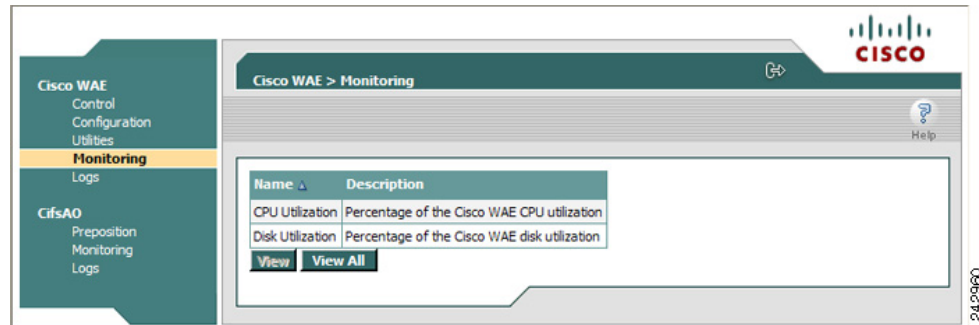 CISCO
Cisco WAE
Control
Configuration
Utilities
Monitoring
Logs
CifsAO
Preposition
Monitoring
Logs
Cisco WAE > Monitoring
Help
Name Description
CPU Utilization Percentage of the Cisco WAE CPU utilization
Disk Utilization Percentage of the Cisco WAE disk utilization
View View All
242960